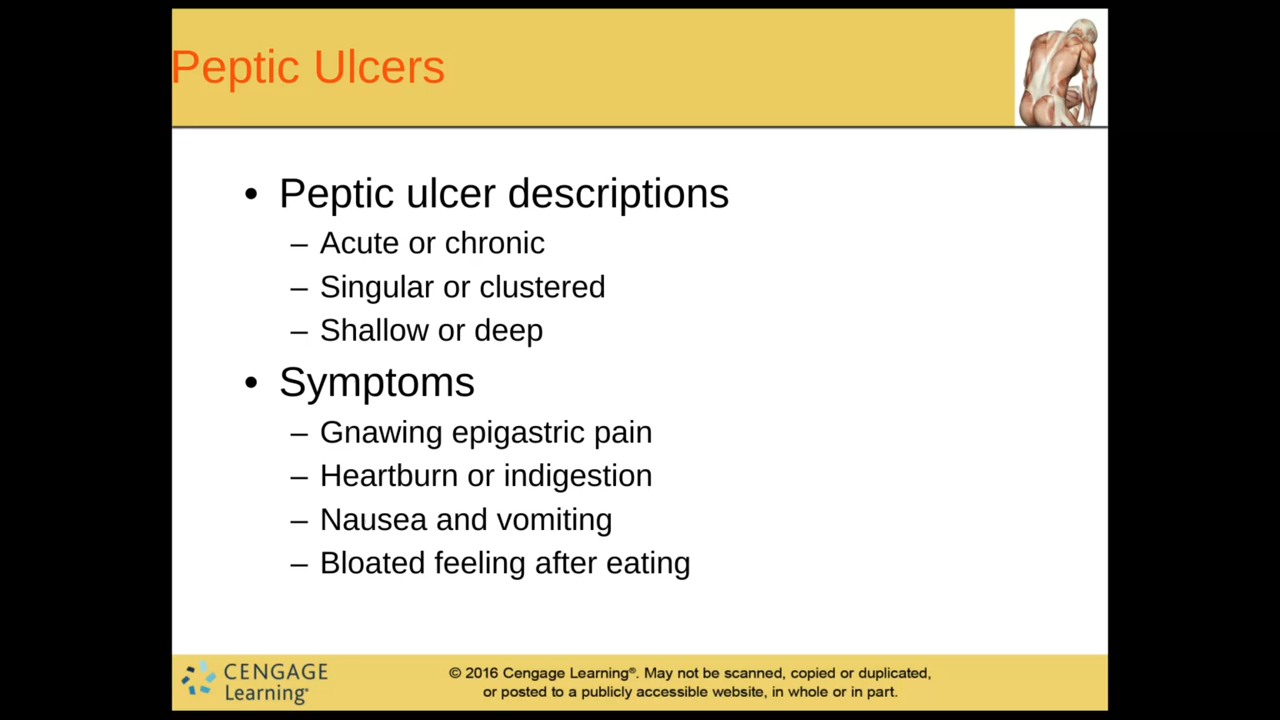 Peptic Ulcers
• Peptic ulcer descriptions
– Acute or chronic
– Singular or clustered
– Shallow or deep
• Symptoms
– Gnawing epigastric pain
– Heartburn or indigestion
– Nausea and vomiting
– Bloated feeling after eating
CENGAGE
Learning®
© 2016 Cengage Learning®. May not be scanned, copied or duplicated,
or posted to a publicly accessible website, in whole or in part.